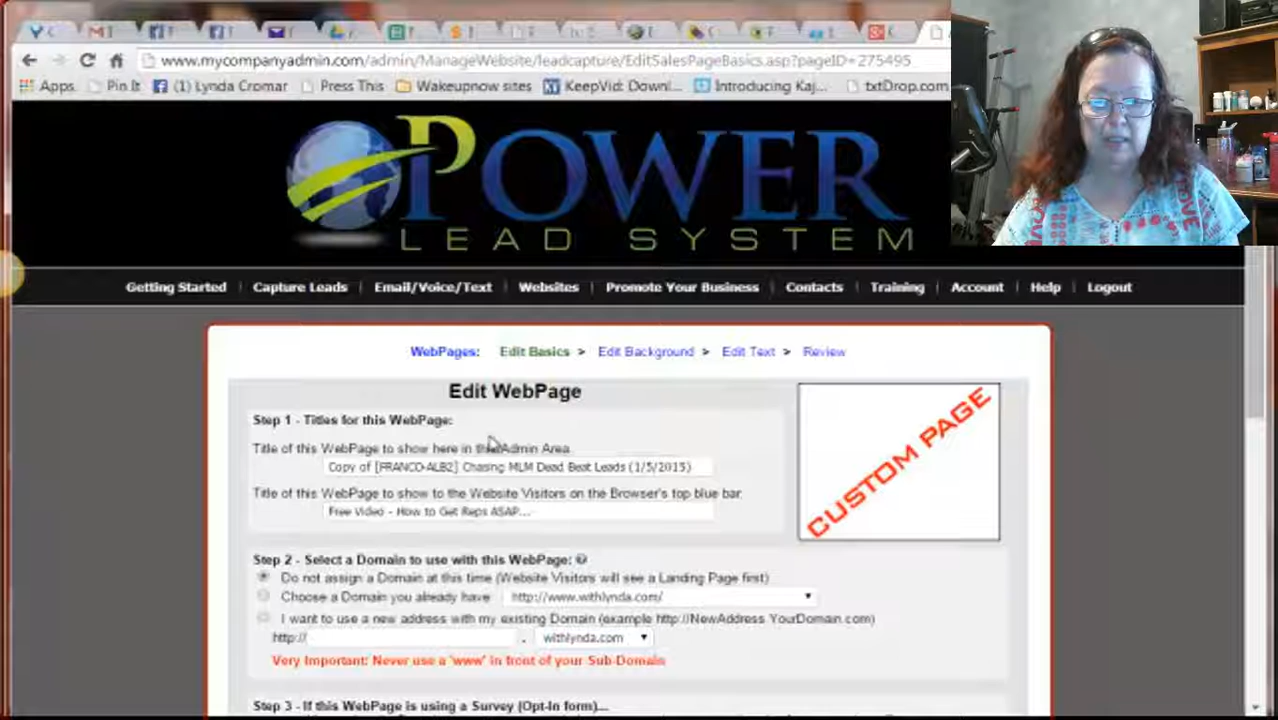 www.mycompanyadmin.com/admin/ManageWebsite/leadcapture/EditSalesPageBasics.asp?pageID=275495
Apps Pin It (1) Lynda Cromar Press This Wakeupnow sites KeepVid: Downl... Introducing Kaj... txtDrop.com
POWER
LEAD SYSTEM
Getting Started | Capture Leads | Email/Voice/Text | Websites | Promote Your Business | Contacts | Training | Account | Help | Logout
WebPages: Edit Basics > Edit Background > Edit Text > Review
Edit WebPage
Step 1 - Titles for this WebPage:
Title of this WebPage to show here in the Admin Area
Copy of [FRANCO-ALB2] Chasing MLM Dead Beat Leads (1/5/2015)
Title of this WebPage to show to the Website Visitors on the Browser's top blue bar
Free Video - How to Get Reps ASAP...
CUSTOM PAGE
Step 2 - Select a Domain to use with this WebPage:
Do not assign a Domain at this time (Website Visitors will see a Landing Page first)
Choose a Domain you already have http://www.withlynda.com/
I want to use a new address with my existing Domain (example http://NewAddress.YourDomain.com)
http:// . withlynda.com
Very Important: Never use a 'www' in front of your Sub-Domain
Step 3 - If this WebPage is using a Survey (Opt-In form)...